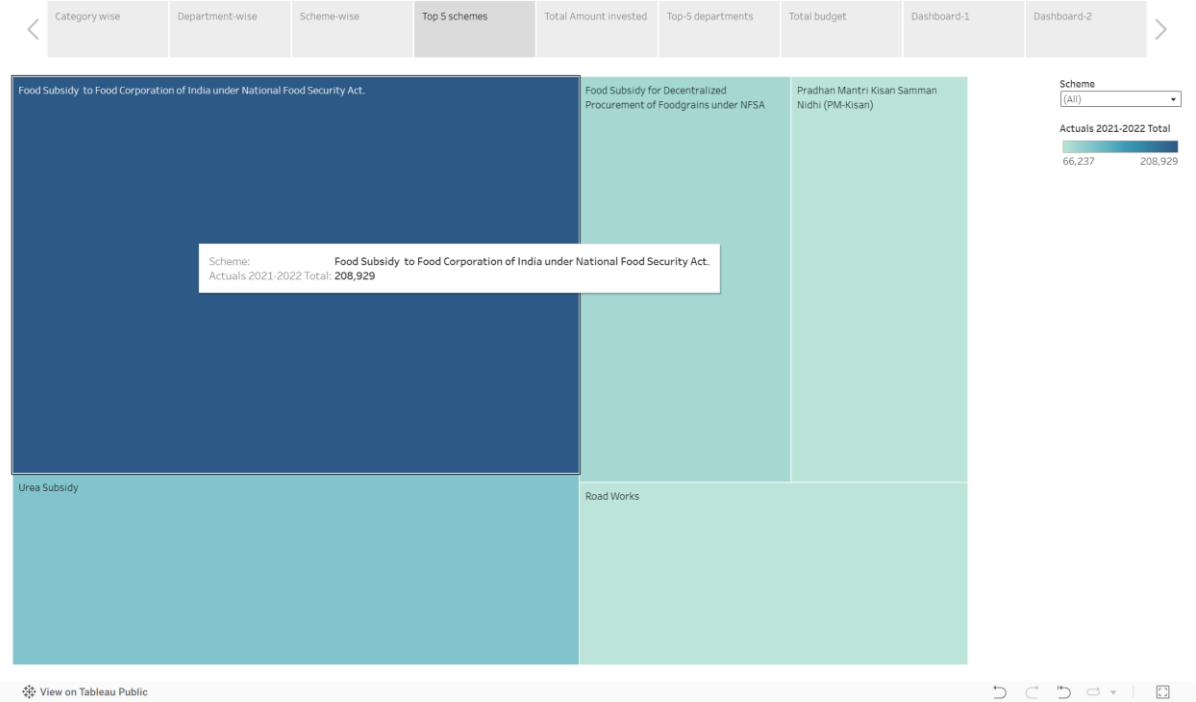 Category wise
Department-wise
Scheme-wise
Top 5 schemes
Total Amount invested
Top-5 departments
Total budget
Dashboard-1
Dashboard-2
Food Subsidy to Food Corporation of India under National Food Security Act.
Food Subsidy for Decentralized
Procurement of Foodgrains under NFSA
Pradhan Mantri Kisan Samman
Nidhi (PM-Kisan)
Scheme
(All)
Actuals 2021-2022 Total
66,237 208,929
Scheme: Food Subsidy to Food Corporation of India under National Food Security Act.
Actuals 2021-2022 Total: 208,929
Urea Subsidy
Road Works
View on Tableau Public